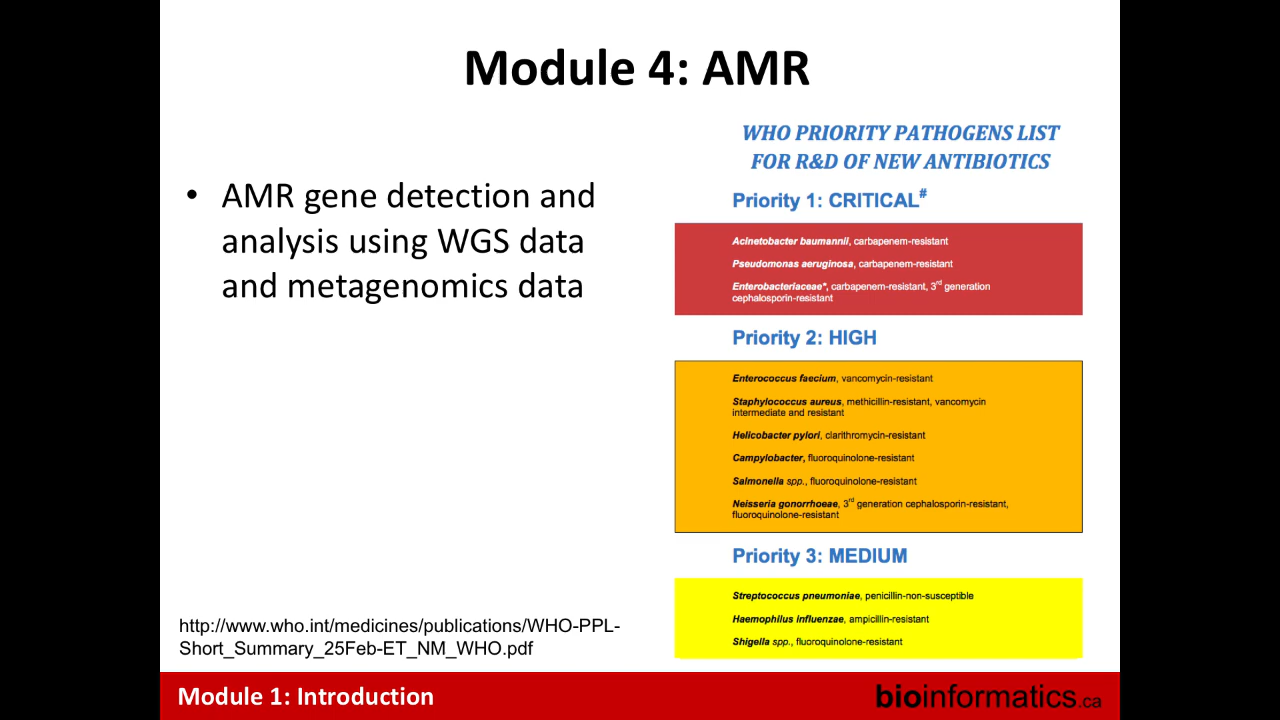 Module 4: AMR
• AMR gene detection and
analysis using WGS data
and metagenomics data
http://www.who.int/medicines/publications/WHO-PPL-
Short_Summary_25Feb-ET_NM_WHO.pdf
WHO PRIORITY PATHOGENS LIST
FOR R&D OF NEW ANTIBIOTICS
Priority 1: CRITICAL#
Acinetobacter baumannii, carbapenem-resistant
Pseudomonas aeruginosa, carbapenem-resistant
Enterobacteriaceae*, carbapenem-resistant, 3rd generation
cephalosporin-resistant
Priority 2: HIGH
Enterococcus faecium, vancomycin-resistant
Staphylococcus aureus, methicillin-resistant, vancomycin
intermediate and resistant
Helicobacter pylori, clarithromycin-resistant
Campylobacter, fluoroquinolone-resistant
Salmonella spp., fluoroquinolone-resistant
Neisseria gonorrhoeae, 3rd generation cephalosporin-resistant,
fluoroquinolone-resistant
Priority 3: MEDIUM
Streptococcus pneumoniae, penicillin-non-susceptible
Haemophilus influenzae, ampicillin-resistant
Shigella spp., fluoroquinolone-resistant
Module 1: Introduction
bioinformatics.ca